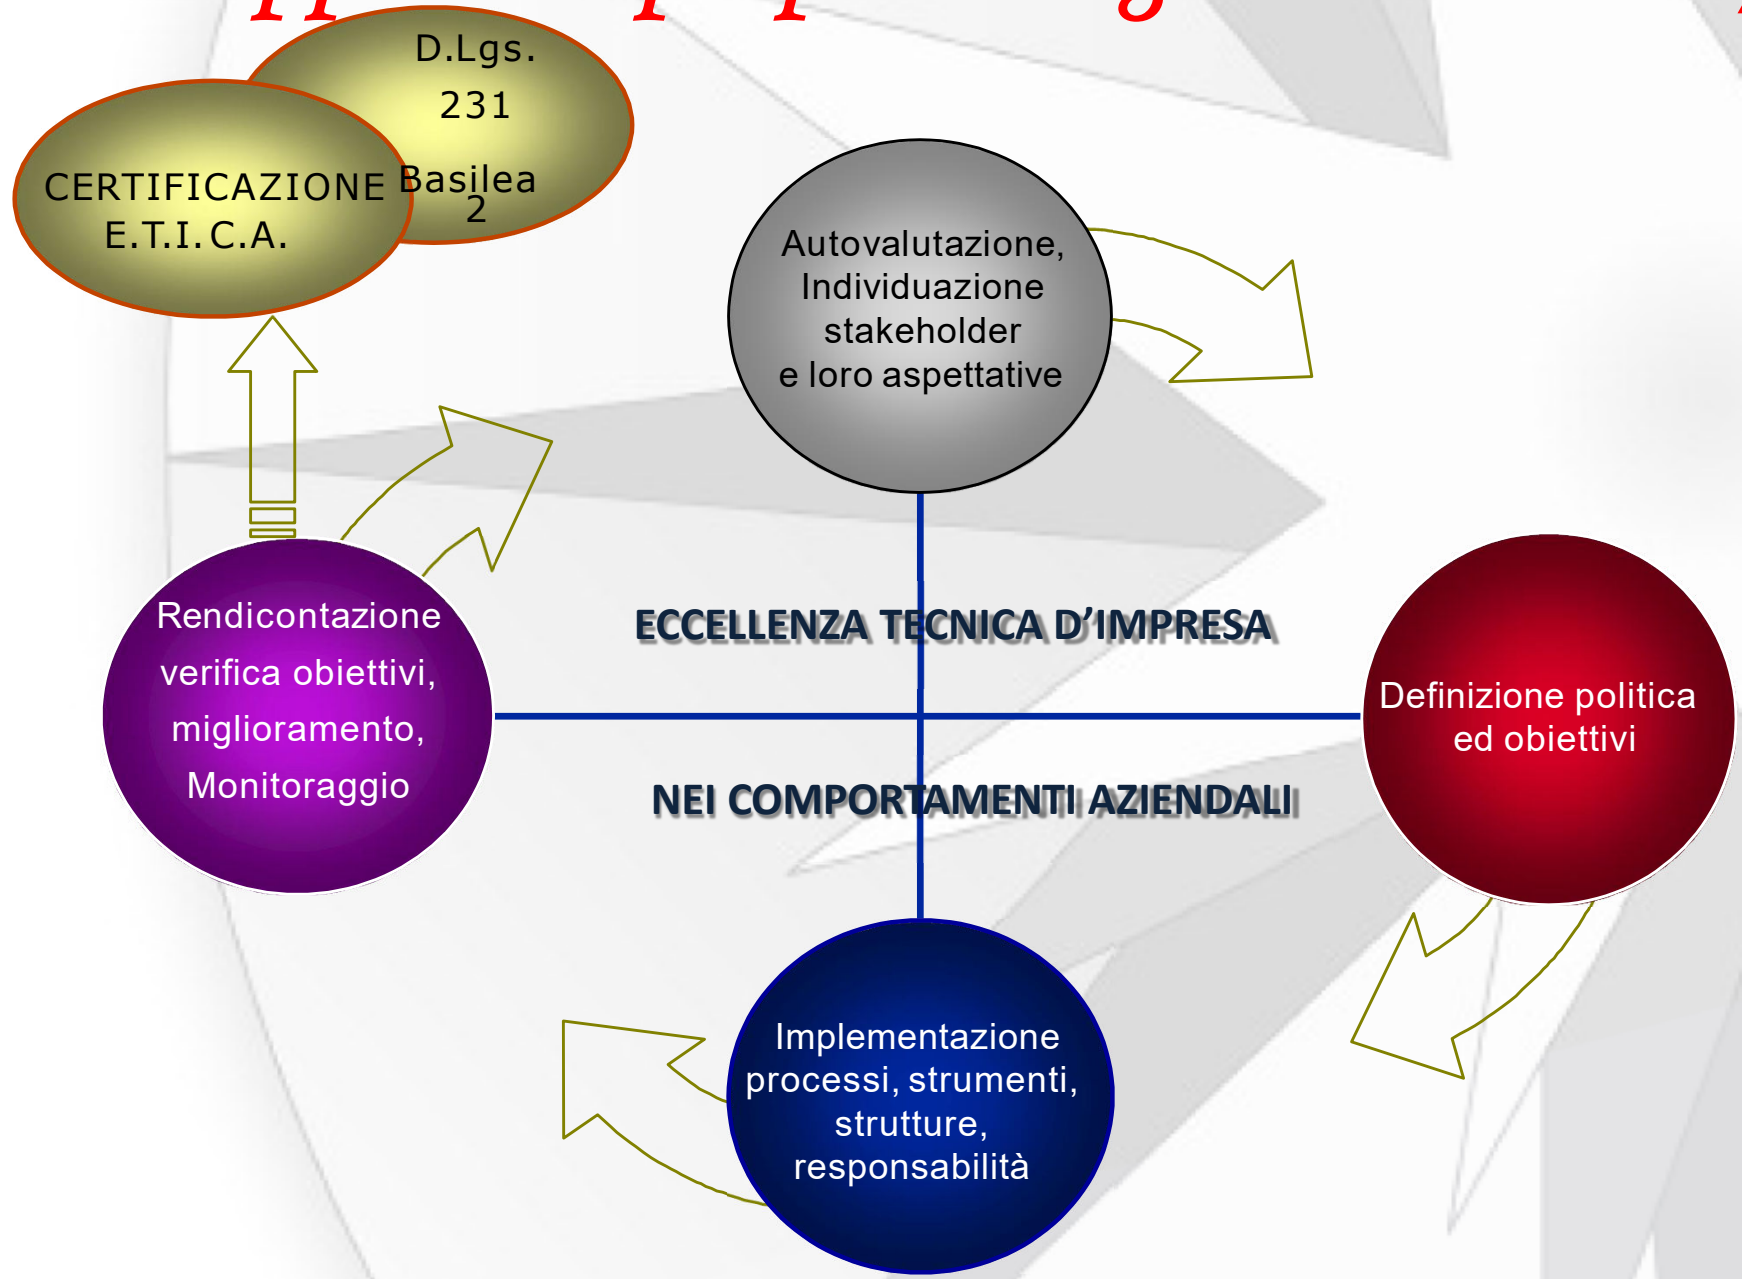 D.Lgs.
231
Basilea
2
CERTIFICAZIONE
E.T.I.C.A.
Autovalutazione,
Individuazione
stakeholder
e loro aspettative
Rendicontazione
verifica obiettivi,
miglioramento,
Monitoraggio
ECCELLENZA TECNICA D’IMPRESA
NEI COMPORTAMENTI AZIENDALI
Definizione politica
ed obiettivi
Implementazione
processi, strumenti,
strutture,
responsabilità